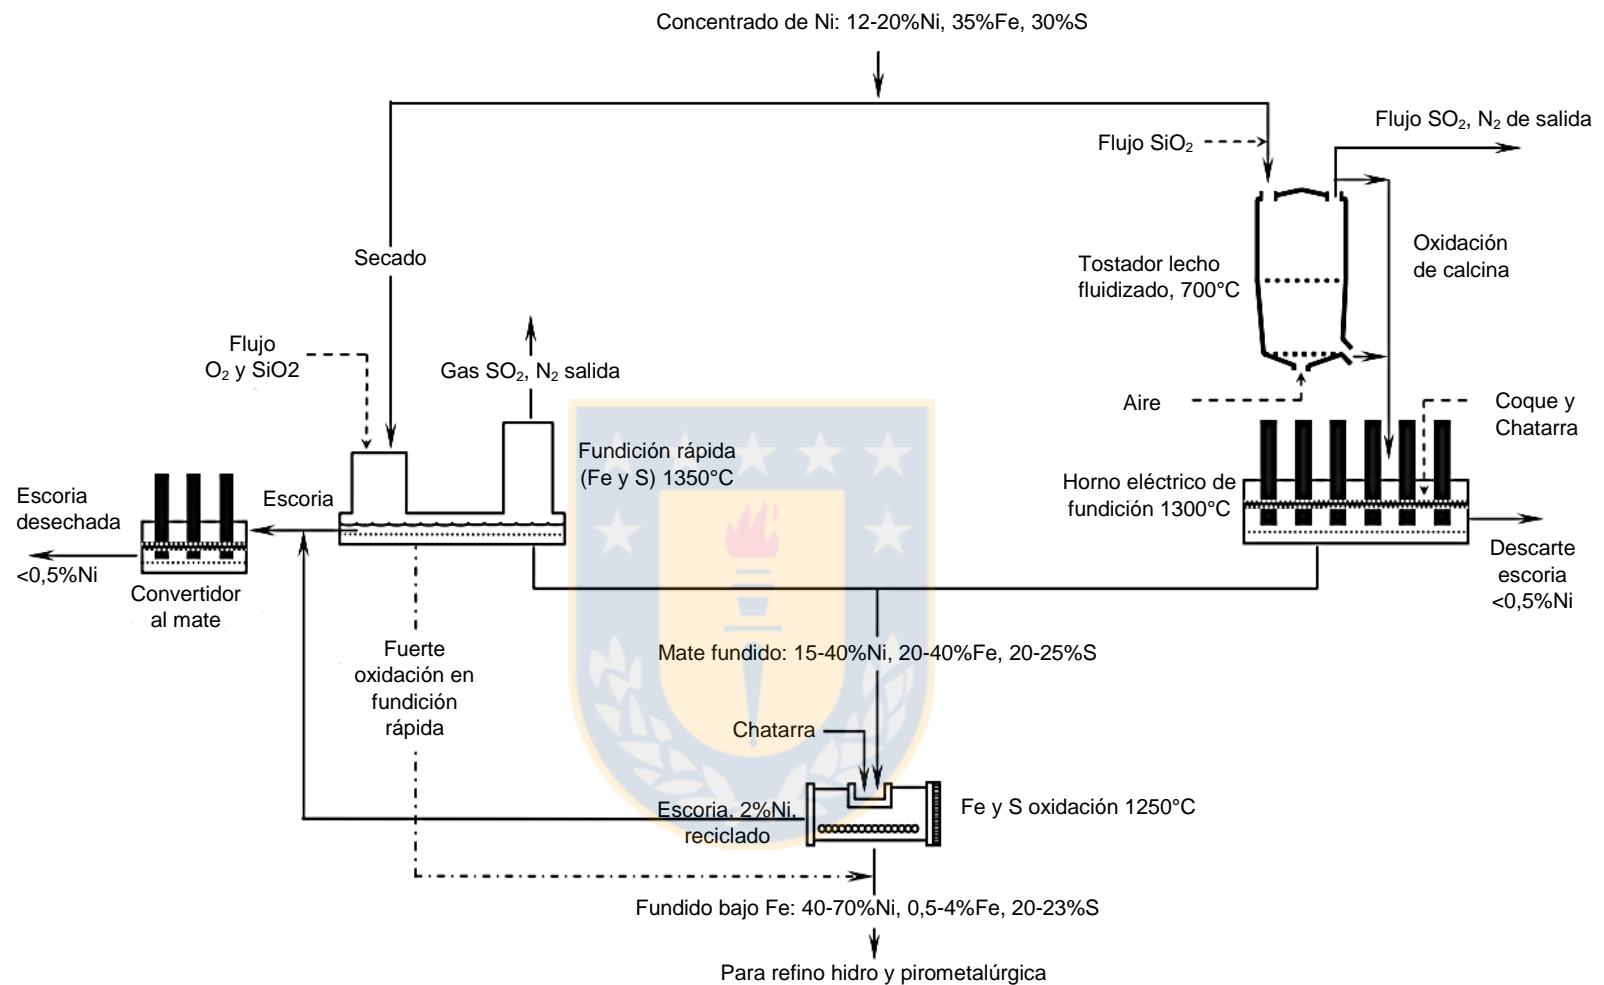 Concentrado de Ni: 12-20%Ni, 35%Fe, 30%S
Flujo SO₂, N₂ de salida
Flujo SiO₂
Secado
Tostador lecho
fluidizado, 700°C
Oxidación
de calcina
Flujo
O₂ y SiO2
Gas SO₂, N₂ salida
Aire
Coque y
Chatarra
Fundición rápida
(Fe y S) 1350°C
Horno eléctrico de
fundición 1300°C
Escoria
desechada
Escoria
<0,5%Ni
Convertidor
al mate
Descarte
escoria
<0,5%Ni
Fuerte
oxidación en
fundición
rápida
Mate fundido: 15-40%Ni, 20-40%Fe, 20-25%S
Chatarra
Escoria, 2%Ni,
reciclado
Fe y S oxidación 1250°C
Fundido bajo Fe: 40-70%Ni, 0,5-4%Fe, 20-23%S
Para refino hidro y pirometalúrgica